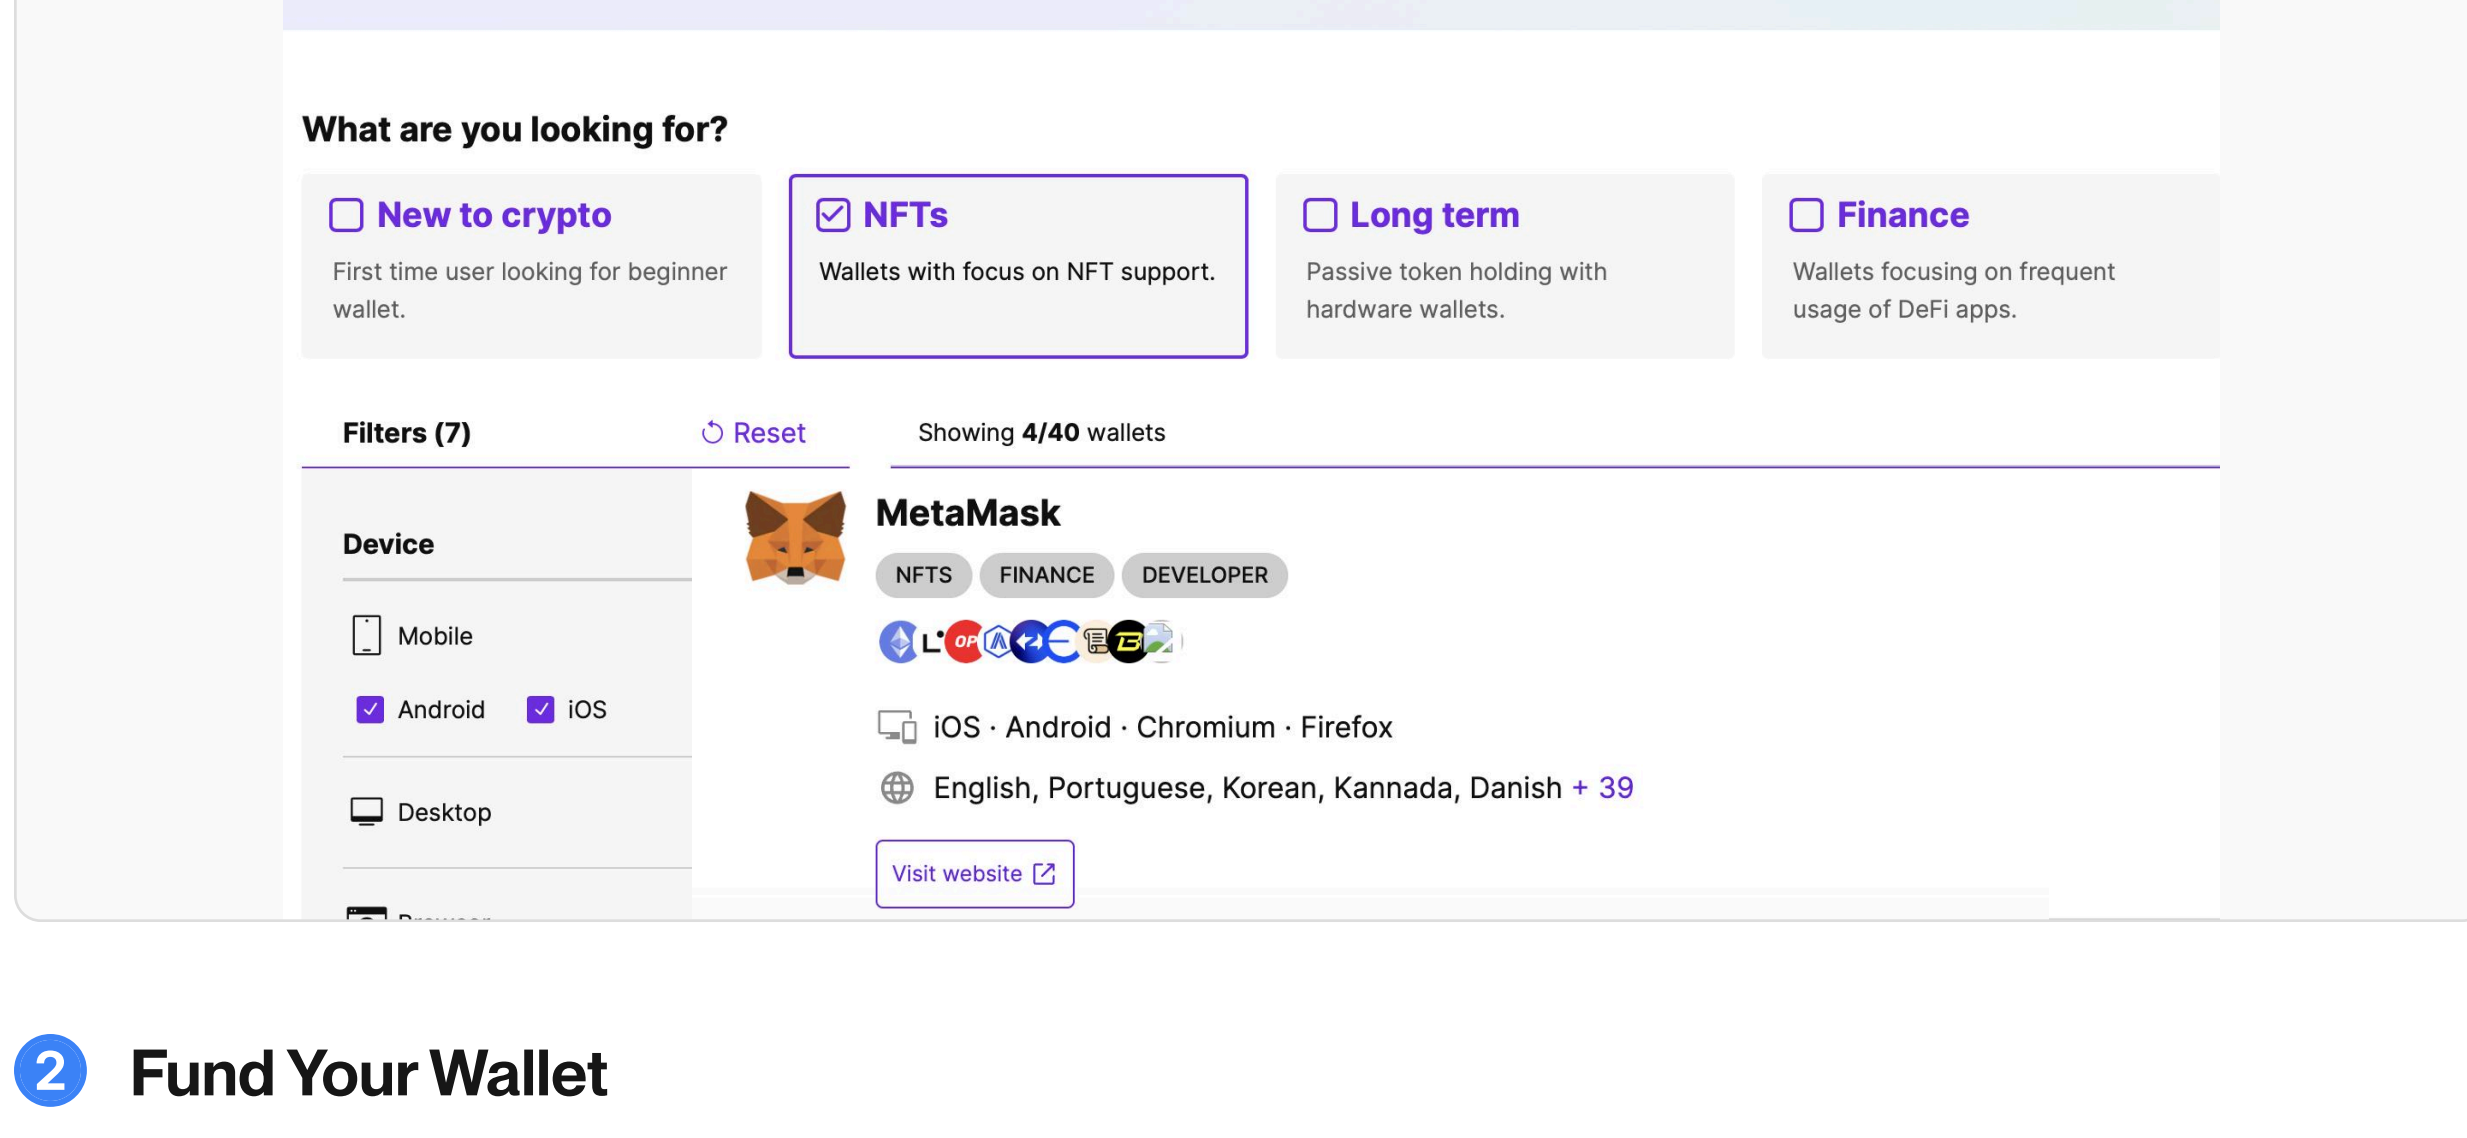 What are you looking for?
New to crypto
First time user looking for beginner
wallet.
NFTs
Wallets with focus on NFT support.
Long term
Passive token holding with
hardware wallets.
Finance
Wallets focusing on frequent
usage of DeFi apps.
Filters (7)
Reset
Showing 4/40 wallets
Device
Mobile
Android
iOS
Desktop
MetaMask
NFTS
FINANCE
DEVELOPER
OP
iOS · Android · Chromium · Firefox
English, Portuguese, Korean, Kannada, Danish + 39
Visit website
2 Fund Your Wallet